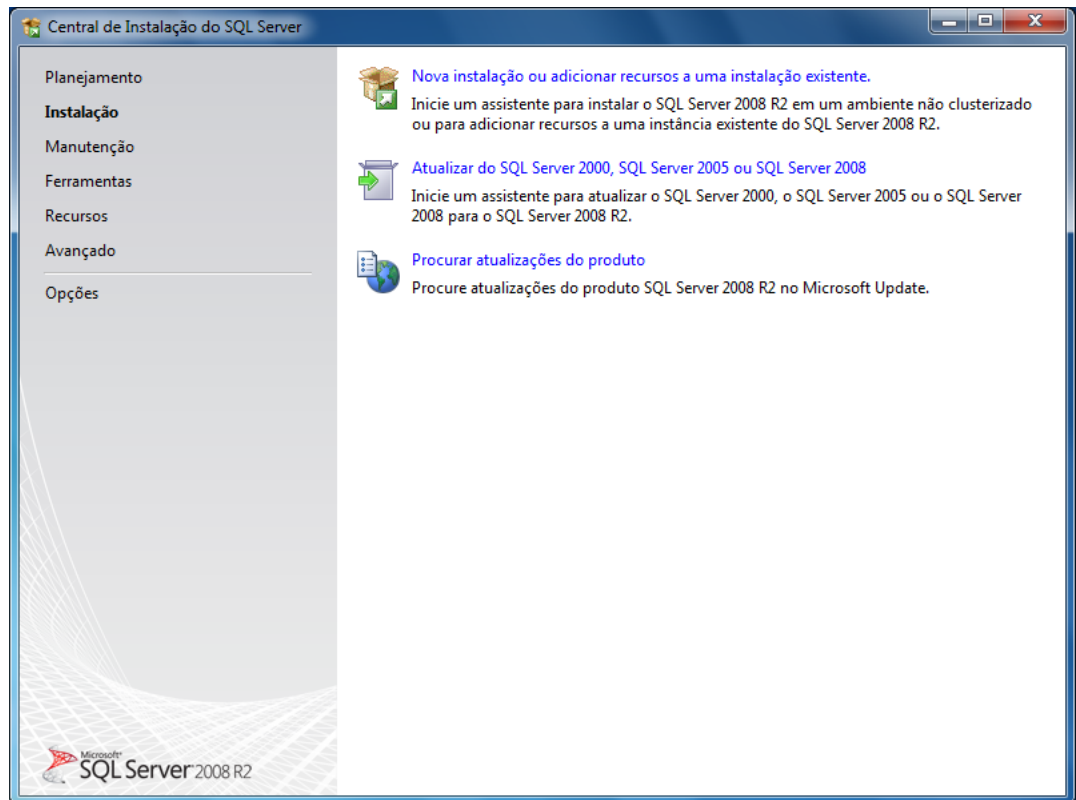 Central de Instalação do SQL Server
Planejamento
Instalação
Manutenção
Ferramentas
Recursos
Avançado
Opções
Nova instalação ou adicionar recursos a uma instalação existente.
Inicie um assistente para instalar o SQL Server 2008 R2 em um ambiente não clusterizado
ou para adicionar recursos a uma instância existente do SQL Server 2008 R2.
Atualizar do SQL Server 2000, SQL Server 2005 ou SQL Server 2008
Inicie um assistente para atualizar o SQL Server 2000, o SQL Server 2005 ou o SQL Server
2008 para o SQL Server 2008 R2.
Procurar atualizações do produto
Procure atualizações do produto SQL Server 2008 R2 no Microsoft Update.
Microsoft®
SQL Server 2008 R2